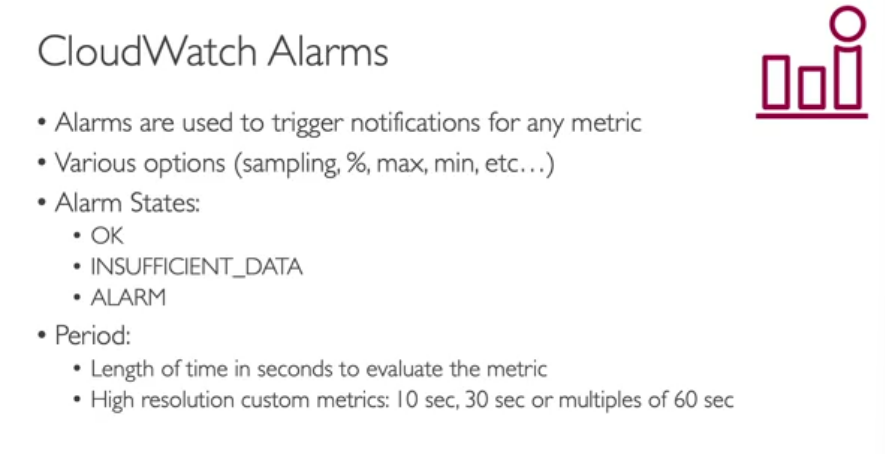 CloudWatch Alarms
• Alarms are used to trigger notifications for any metric
• Various options (sampling, %, max, min, etc…)
• Alarm States:
• OK
• INSUFFICIENT_DATA
• ALARM
• Period:
• Length of time in seconds to evaluate the metric
• High resolution custom metrics: 10 sec, 30 sec or multiples of 60 sec